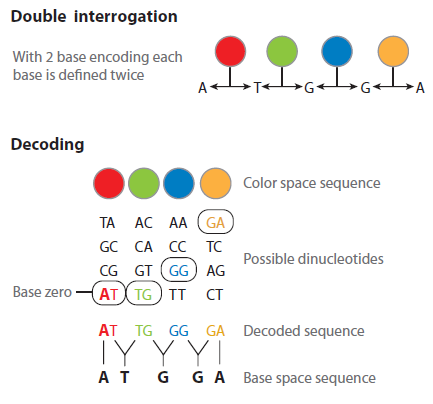 Double interrogation
With 2 base encoding each
base is defined twice
A T G G A
Decoding
Color space sequence
TA AC AA GA
GC CA CC TC
Possible dinucleotides
CG GT GG AG
Base zero AT TG TT CT
AT TG GG GA Decoded sequence
A T G G A Base space sequence